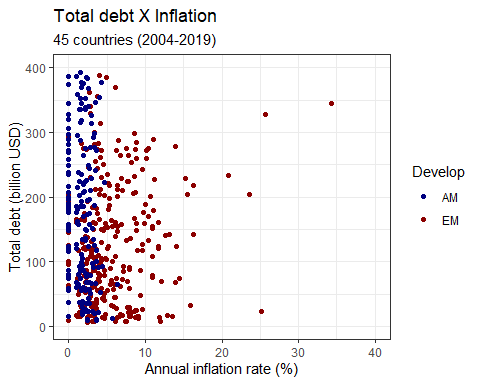 Total debt X Inflation
45 countries (2004-2019)
Total debt (billion USD)
400
300
200
100
0
0 10 20 30 40
Annual inflation rate (%)
Develop
AM
EM